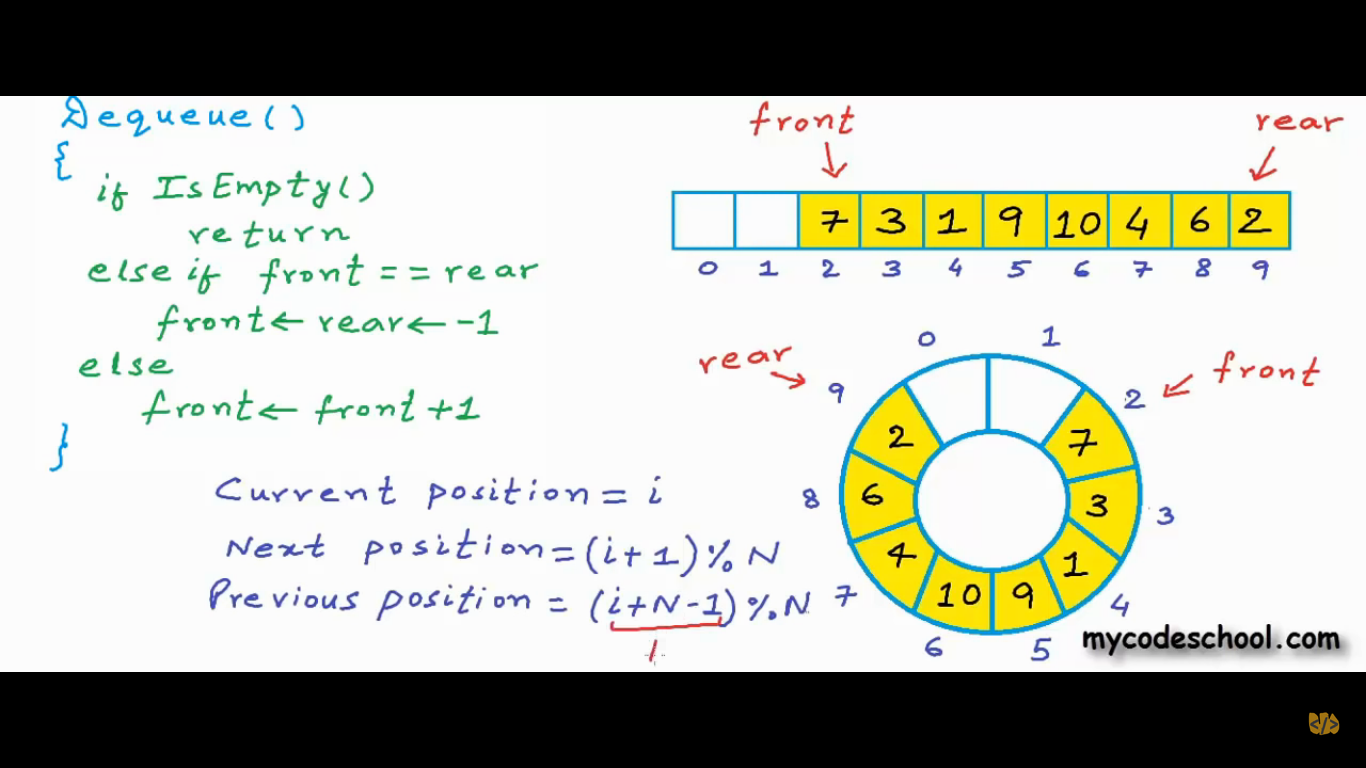 Dequeue()
{
if IsEmpty()
return
else if front == rear
front ← rear ← -1
else
front ← front +1
}
Current position = i
Next position = (i+1) % N
Previous position = (i+N-1) % N
front
rear
7 3 1 9 10 4 6 2
0 1 2 3 4 5 6 7 8 9
rear
front
0 1
9 2
2 7
8 6 3 3
4 1
7 10 9 4
6 5
mycodeschool.com